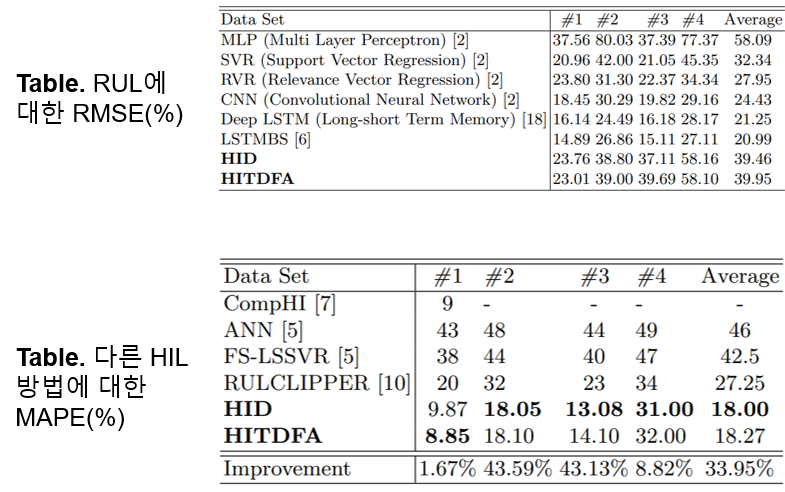 Table. RUL에
대한 RMSE(%)
Data Set #1 #2 #3 #4 Average
MLP (Multi Layer Perceptron) [2] 37.56 80.03 37.39 77.37 58.09
SVR (Support Vector Regression) [2] 20.96 42.00 21.05 45.35 32.34
RVR (Relevance Vector Regression) [2] 23.80 31.30 22.37 34.34 27.95
CNN (Convolutional Neural Network) [2] 18.45 30.29 19.82 29.16 24.43
Deep LSTM (Long-short Term Memory) [18] 16.14 24.49 16.18 28.17 21.25
LSTMBS [6] 14.89 26.86 15.11 27.11 20.99
HID 23.76 38.80 37.11 58.16 39.46
HITDFA 23.01 39.00 39.69 58.10 39.95
Table. 다른 HIL
방법에 대한
MAPE(%)
Data Set #1 #2 #3 #4 Average
CompHI [7] 9 - - - -
ANN [5] 43 48 44 49 46
FS-LSSVR [5] 38 44 40 47 42.5
RULCLIPPER [10] 20 32 23 34 27.25
HID 9.87 18.05 13.08 31.00 18.00
HITDFA 8.85 18.10 14.10 32.00 18.27
Improvement 1.67% 43.59% 43.13% 8.82% 33.95%